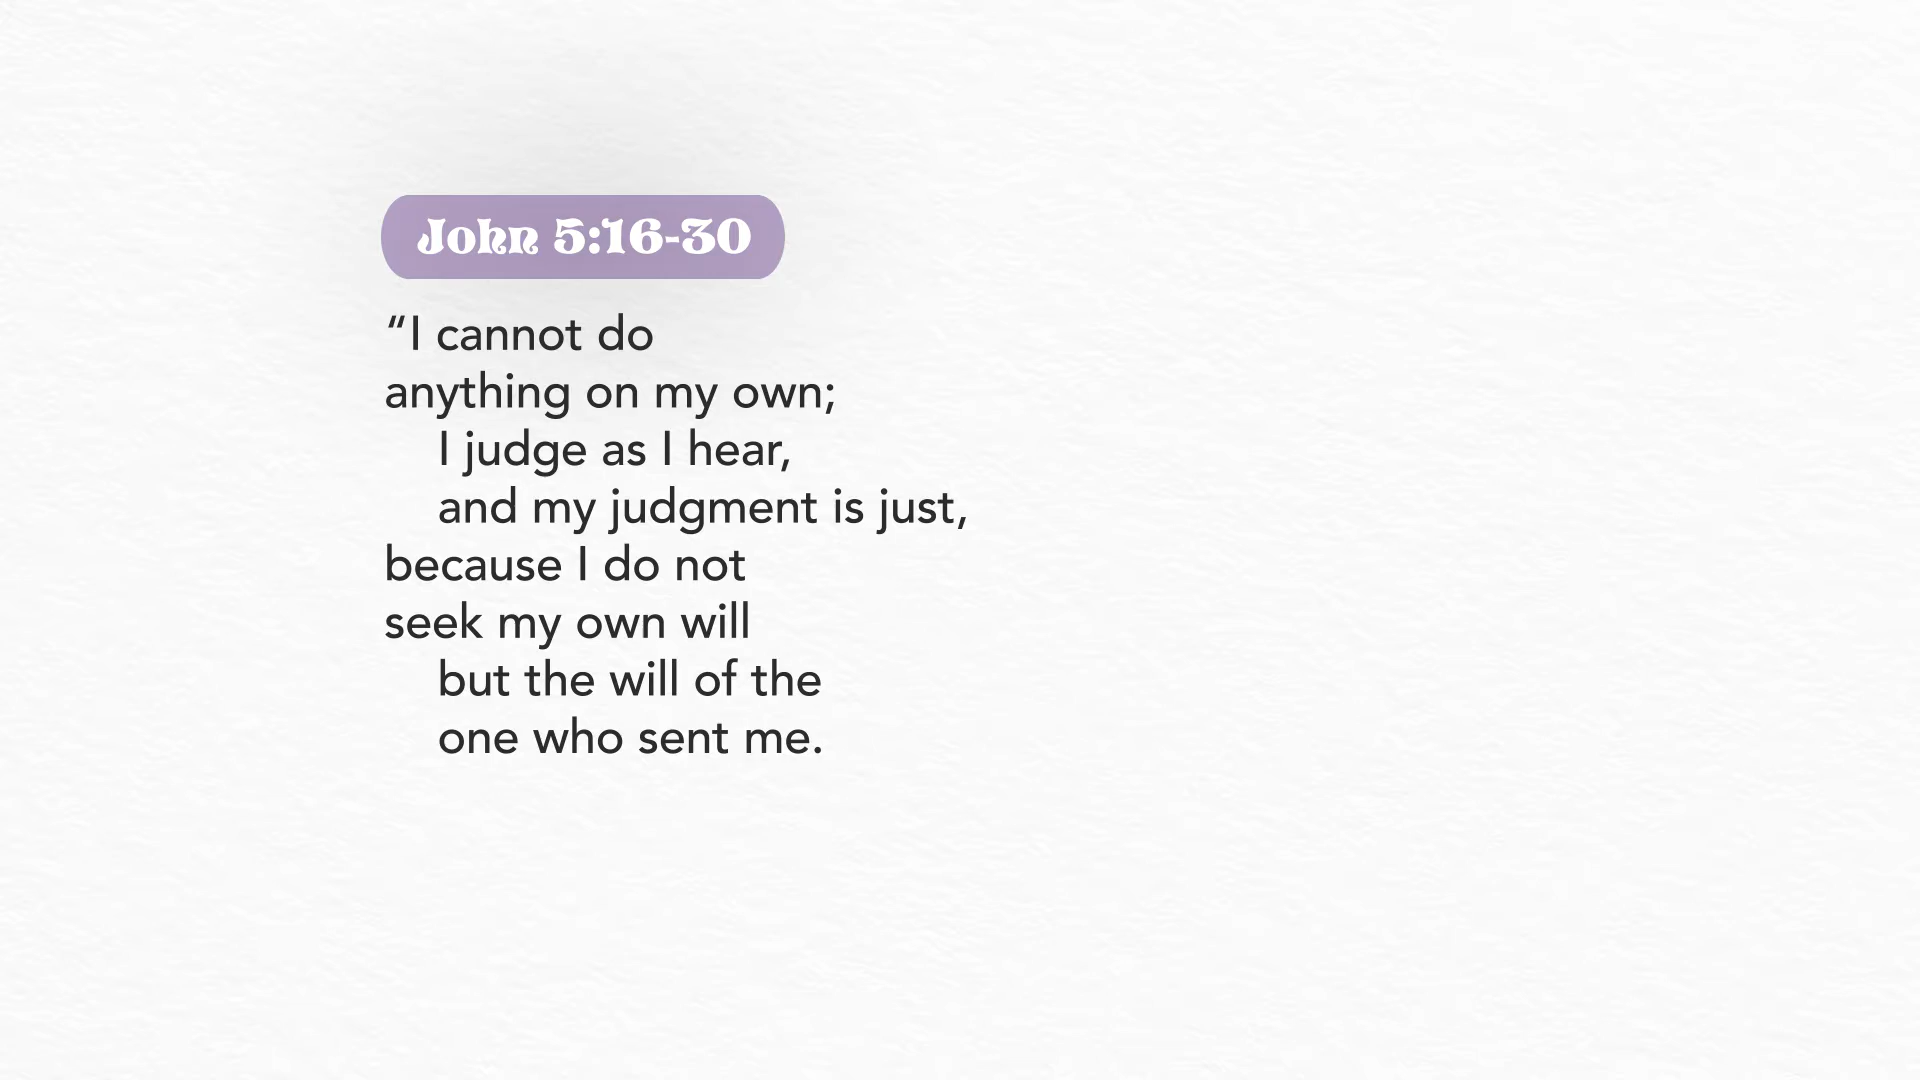 John 5:16-30
“I cannot do
anything on my own;
I judge as I hear,
and my judgment is just,
because I do not
seek my own will
but the will of the
one who sent me.